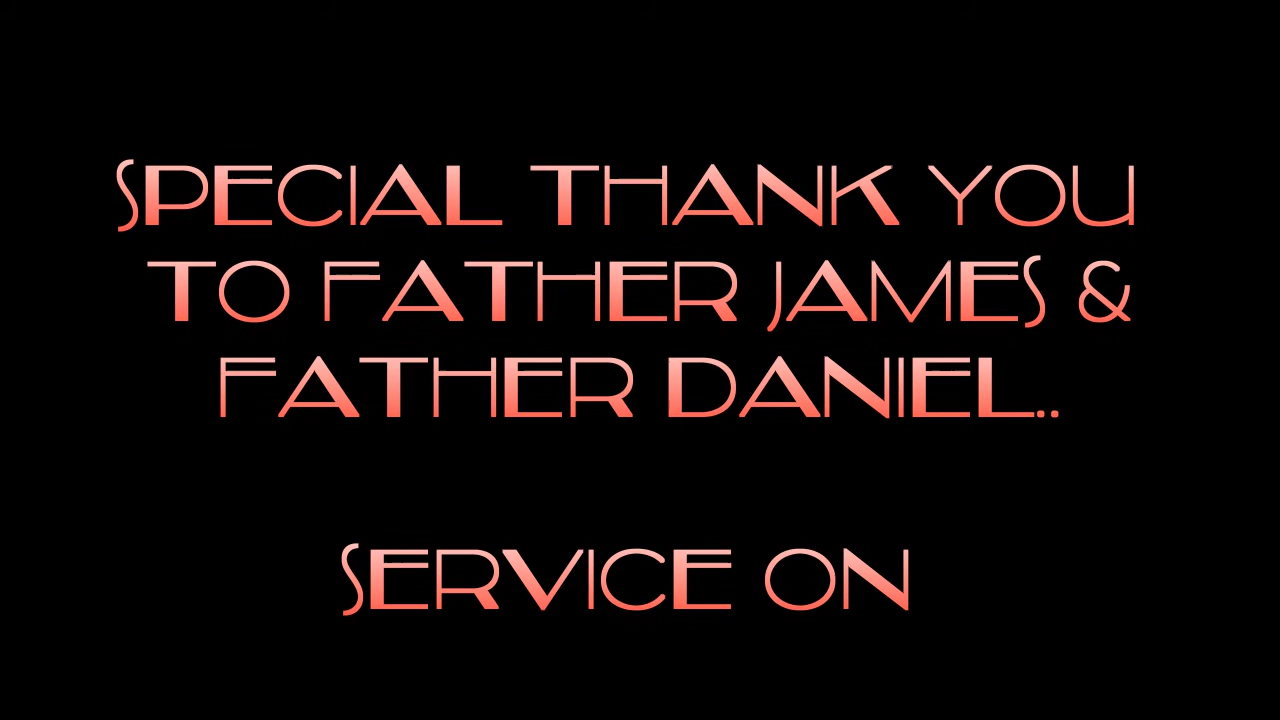 SPECIAL THANK YOU
TO FATHER JAMES &
FATHER DANIEL..
SERVICE ON